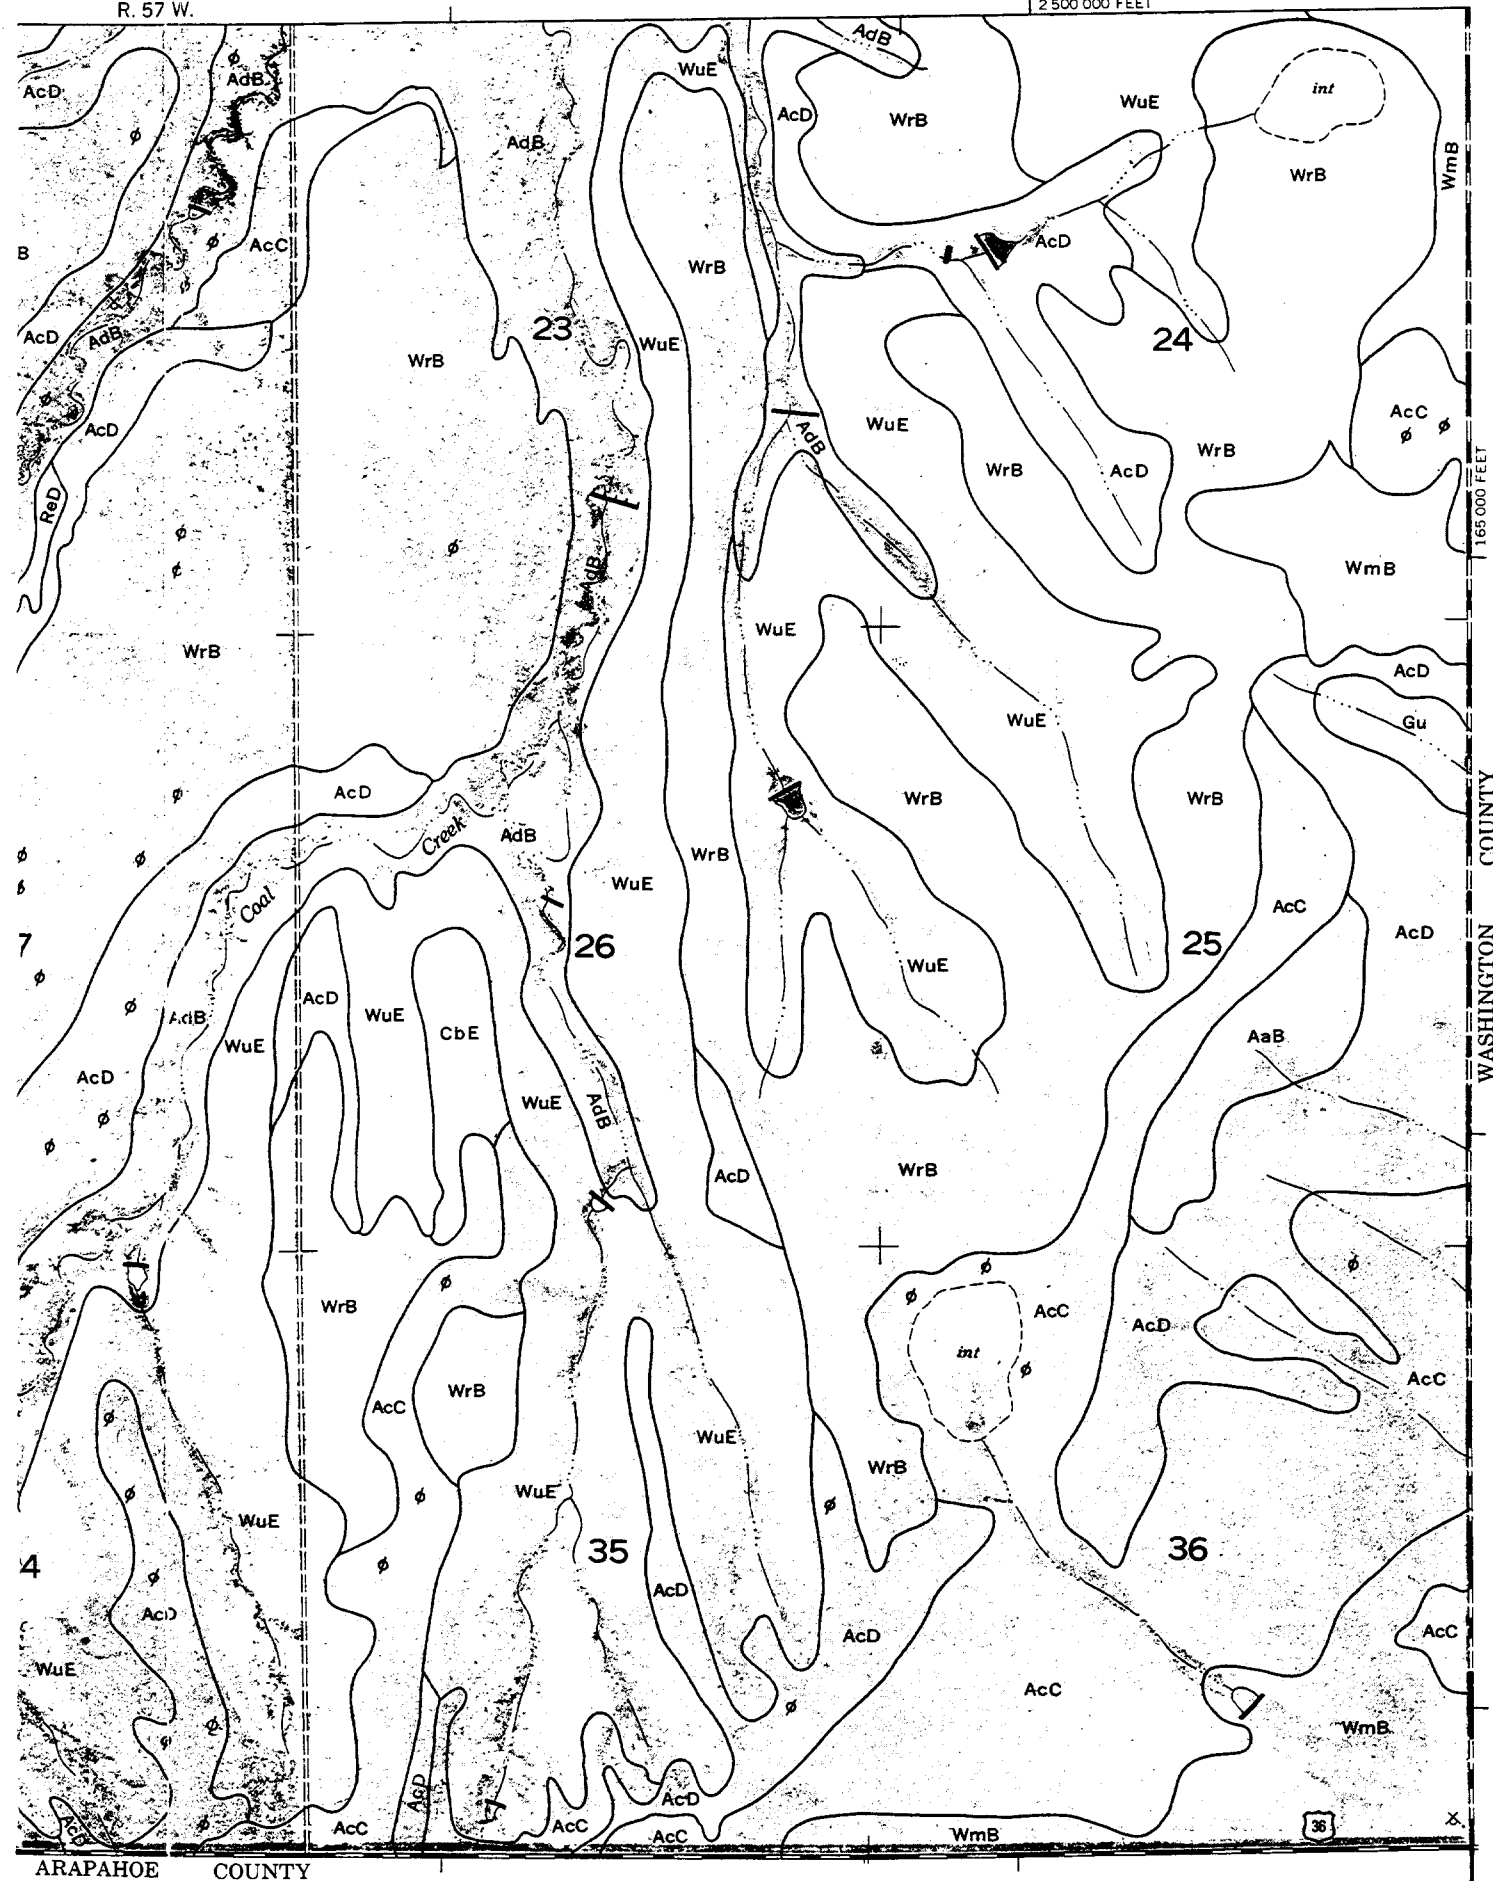 R. 57 W.
2 500 000 FEET
AdB
WuE
int
AcD
AdB
AcD
WrB
WuE
AdB
WmB
WrB
AcC
AcD
B
WrB
23
24
AcD
AdB
WuE
WrB
AcC
AcD
WuE
AdB
WrB
WrB
AcD
ReD
165 000 FEET
WmB
AdB
WuE
WrB
AcD
WuE
Gu
AcD
WrB
WrB
COUNTY
Creek
AdB
WrB
WuE
Coal
AcC
AcD
7
26
25
WuE
AcD
WuE
AdB
CbE
WuE
AaB
WASHINGTON
AcD
WuE
AdB
WrB
AcD
WrB
AcC
AcD
int
WrB
AcC
AcC
WuE
WrB
WuE
WuE
35
36
4
AcD
AcD
AcD
AcC
WuE
AcC
WmB
AcD
AcD
AcD
AcC
AcC
AcC
WmB
36
ARAPAHOE COUNTY